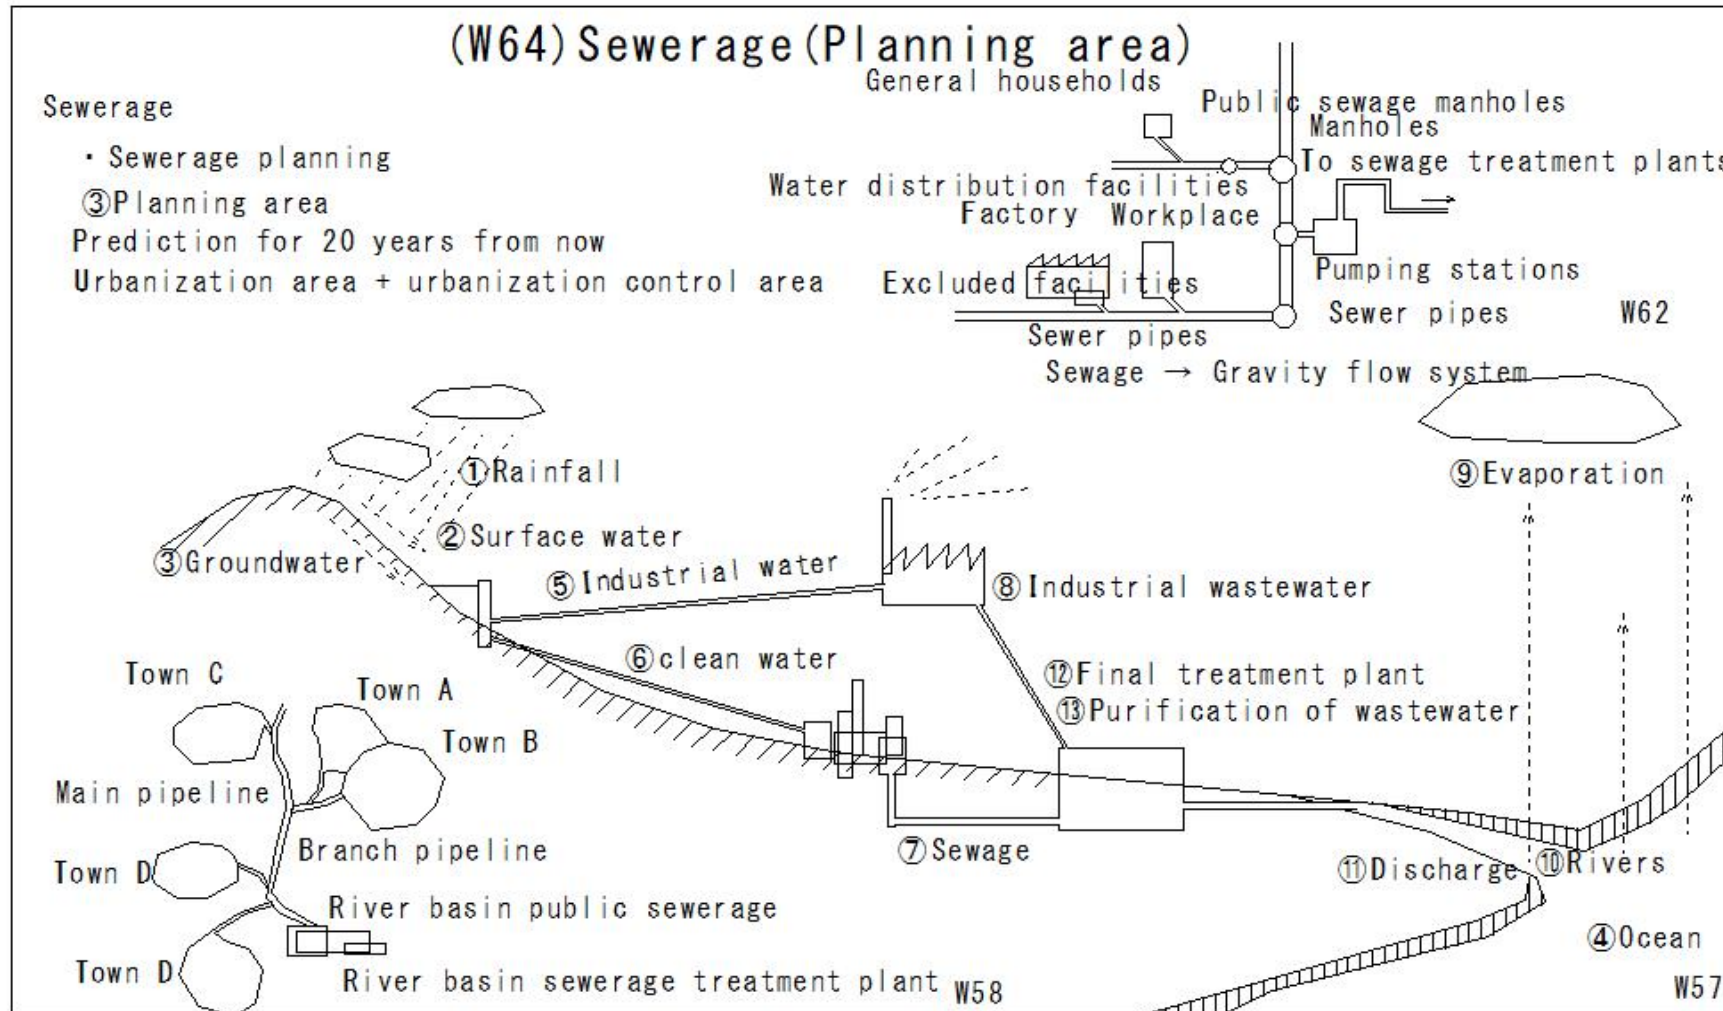 (W64)Sewerage(Planning area)
Sewerage
・Sewerage planning
③Planning area
Prediction for 20 years from now
Urbanization area + urbanization control area
General households
Public sewage manholes
Manholes
To sewage treatment plants
Water distribution facilities
Factory Workplace
Excluded facilities
Pumping stations
Sewer pipes
W62
Sewer pipes
Sewage → Gravity flow system
①Rainfall
②Surface water
③Groundwater
⑤Industrial water
⑧Industrial wastewater
⑨Evaporation
⑥clean water
⑫Final treatment plant
⑬Purification of wastewater
⑦Sewage
⑪Discharge
⑩Rivers
④Ocean
W57
Town C
Town A
Town B
Main pipeline
Branch pipeline
Town D
River basin public sewerage
Town D
River basin sewerage treatment plant
W58